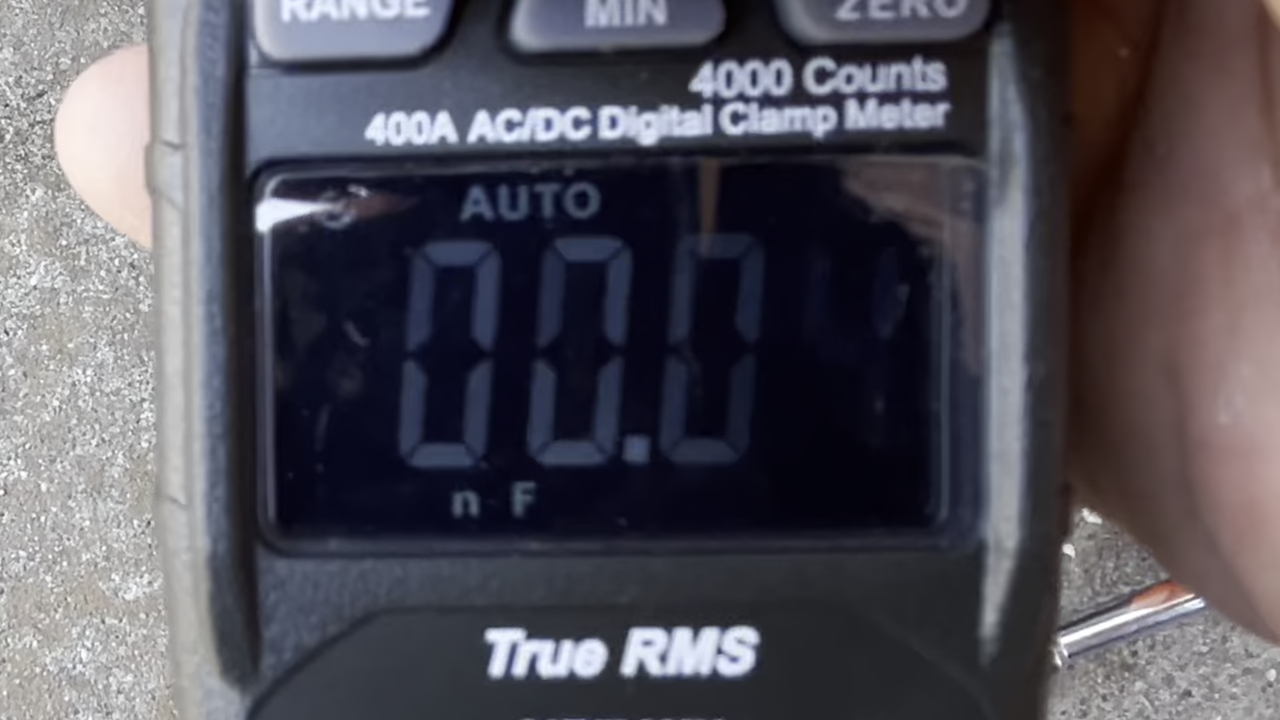 RANGE MIN ZERO
4000 Counts
400A AC/DC Digital Clamp Meter
AUTO
00.0
n F
True RMS